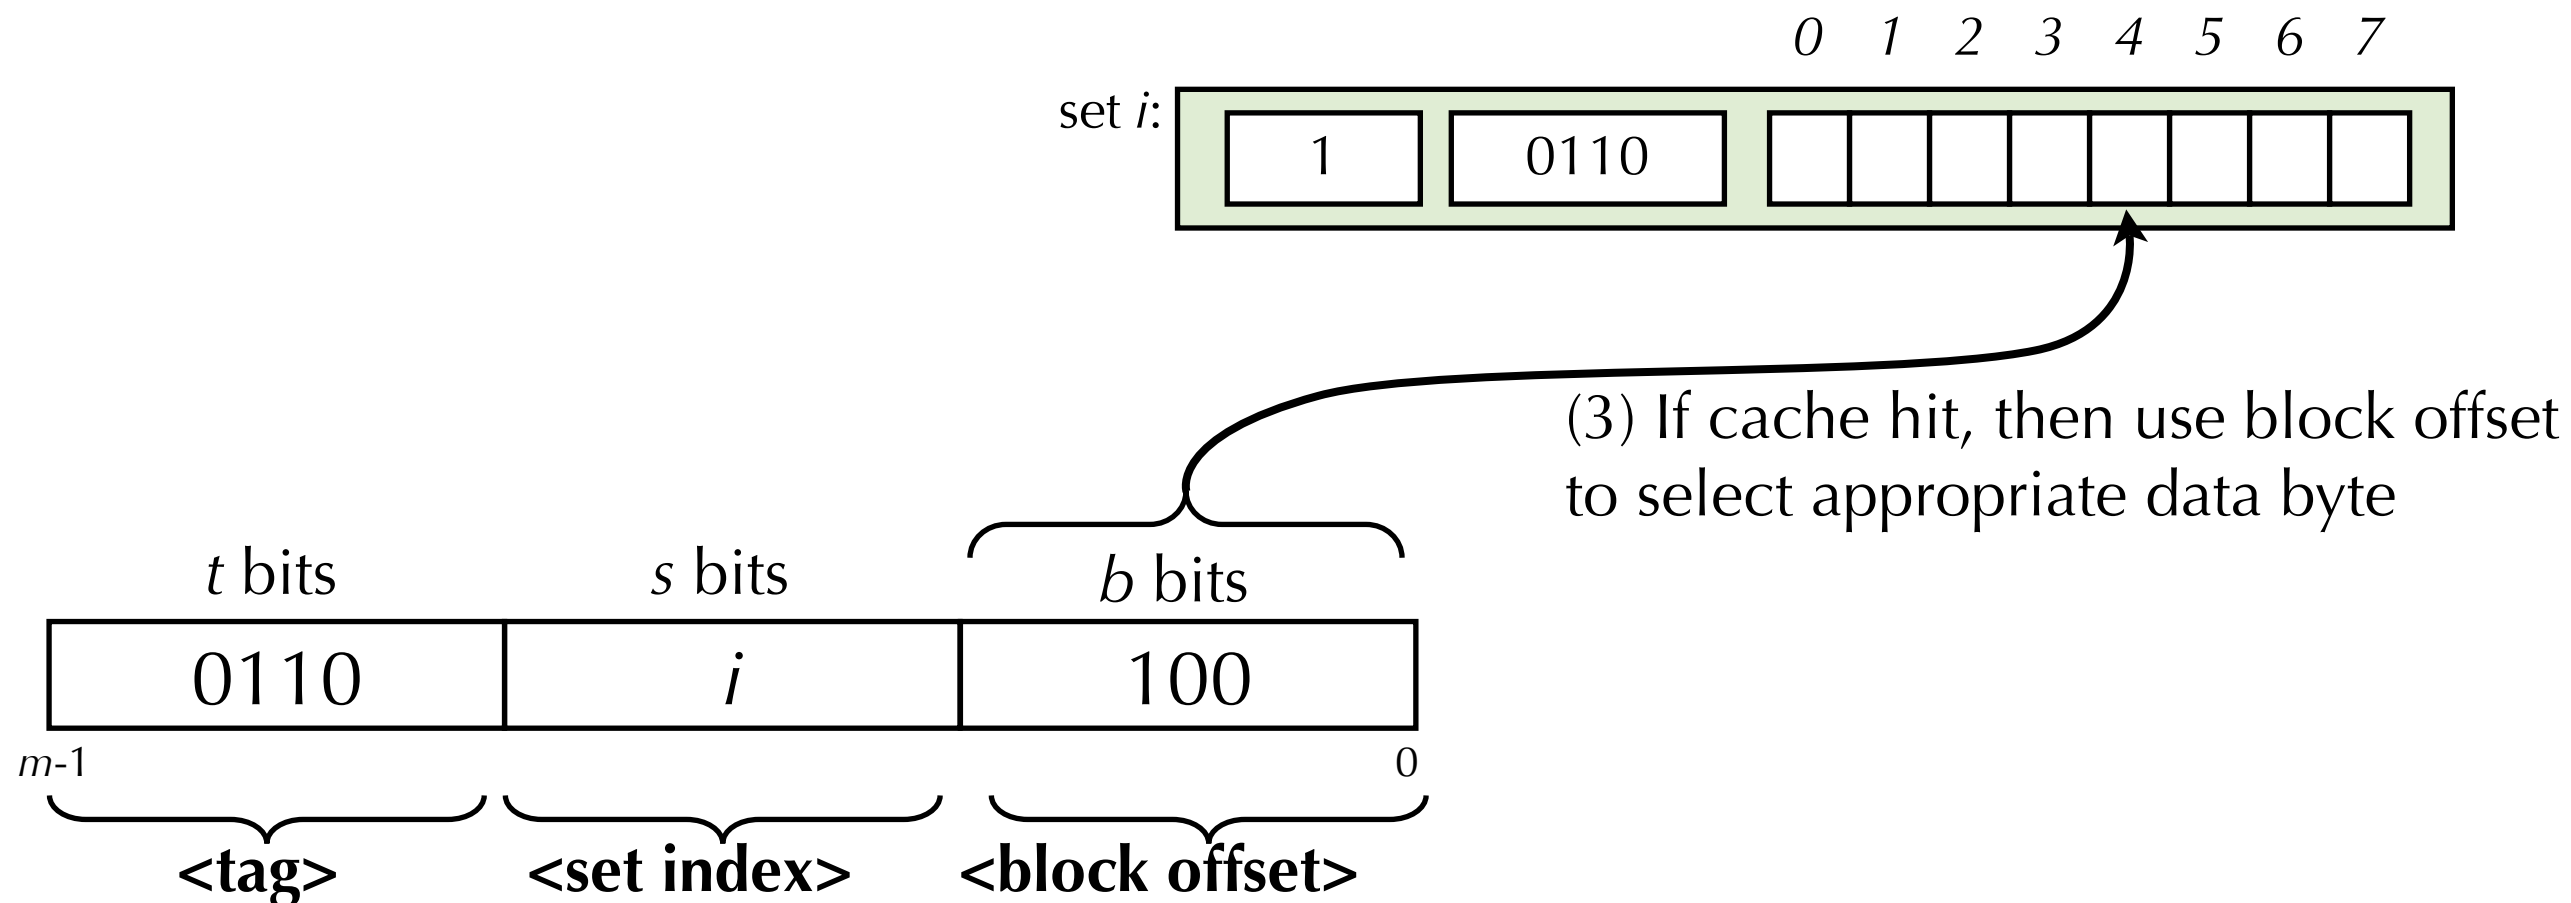 0 1 2 3 4 5 6 7
set i:
1 0110
(3) If cache hit, then use block offset
to select appropriate data byte
t bits s bits b bits
0110 i 100
m-1 0
<tag> <set index> <block offset>